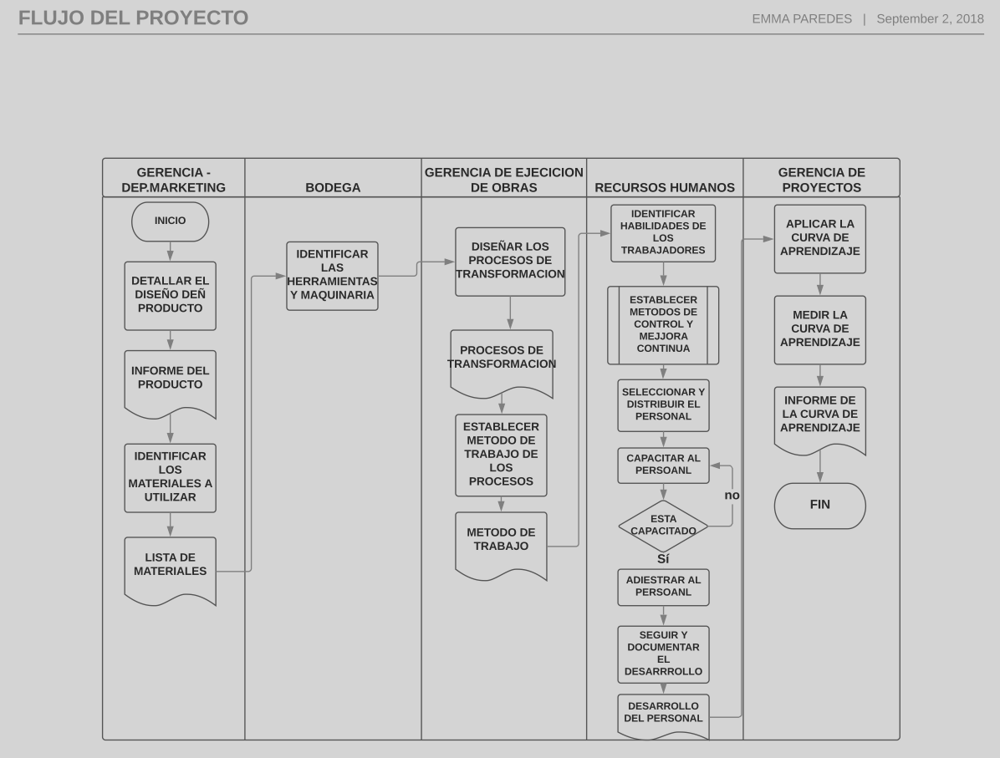 FLUJO DEL PROYECTO
EMMA PAREDES | September 2, 2018
GERENCIA -
DEP.MARKETING
BODEGA
GERENCIA DE EJECICION
DE OBRAS
RECURSOS HUMANOS
GERENCIA DE
PROYECTOS
INICIO
DETALLAR EL
DISEÑO DEÑ
PRODUCTO
INFORME DEL
PRODUCTO
IDENTIFICAR
LOS
MATERIALES A
UTILIZAR
LISTA DE
MATERIALES
IDENTIFICAR
LAS
HERRAMIENTAS
Y MAQUINARIA
DISEÑAR LOS
PROCESOS DE
TRANSFORMACION
PROCESOS DE
TRANSFORMACION
ESTABLECER
METODO DE
TRABAJO DE
LOS
PROCESOS
METODO DE
TRABAJO
IDENTIFICAR
HABILIDADES DE
LOS
TRABAJADORES
ESTABLECER
METODOS DE
CONTROL Y
MEJJORA
CONTINUA
SELECCIONAR Y
DISTRIBUIR EL
PERSONAL
CAPACITAR AL
PERSOANL
no
ESTA
CAPACITADO
Sí
ADIESTRAR AL
PERSOANL
SEGUIR Y
DOCUMENTAR
EL
DESARRROLLO
DESARROLLO
DEL PERSONAL
APLICAR LA
CURVA DE
APRENDIZAJE
MEDIR LA
CURVA DE
APRENDIZAJE
INFORME DE
LA CURVA DE
APRENDIZAJE
FIN